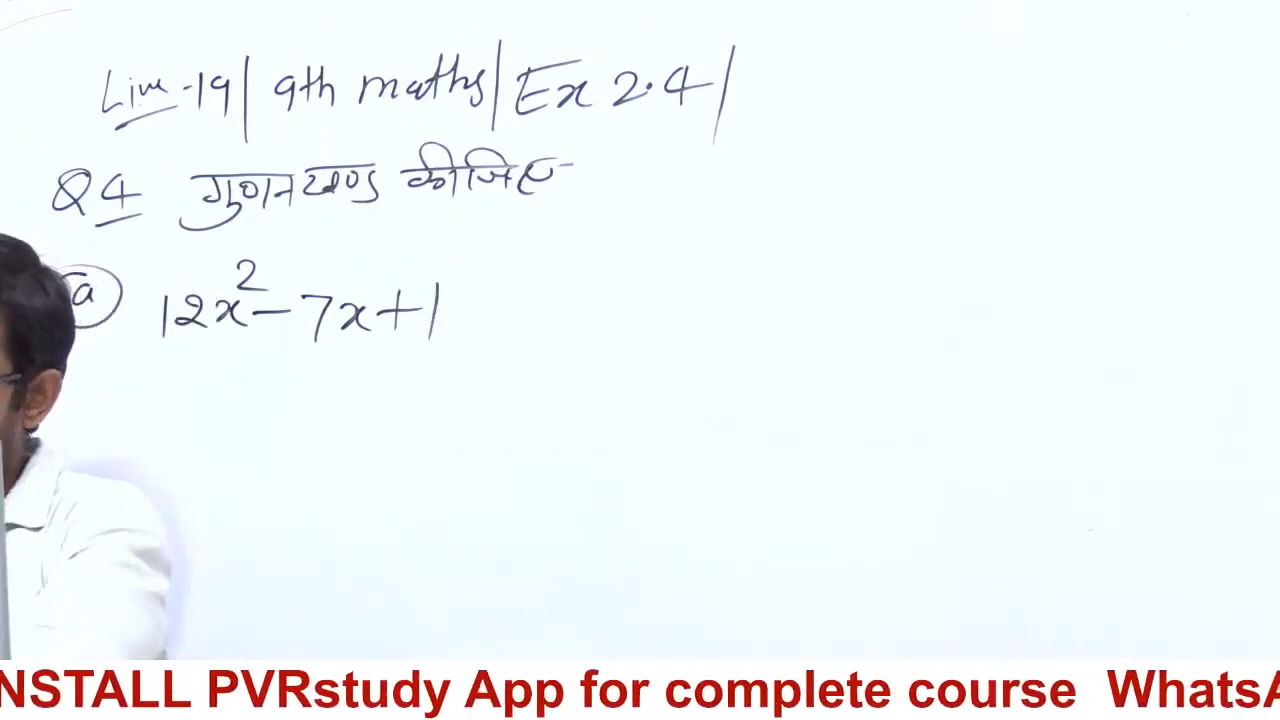 Live-19| 9th maths| Ex 2.4|
Q4 गुणनखण्ड कीजिए-
a 12x²-7x+1
NSTALL PVRstudy App for complete course WhatsA